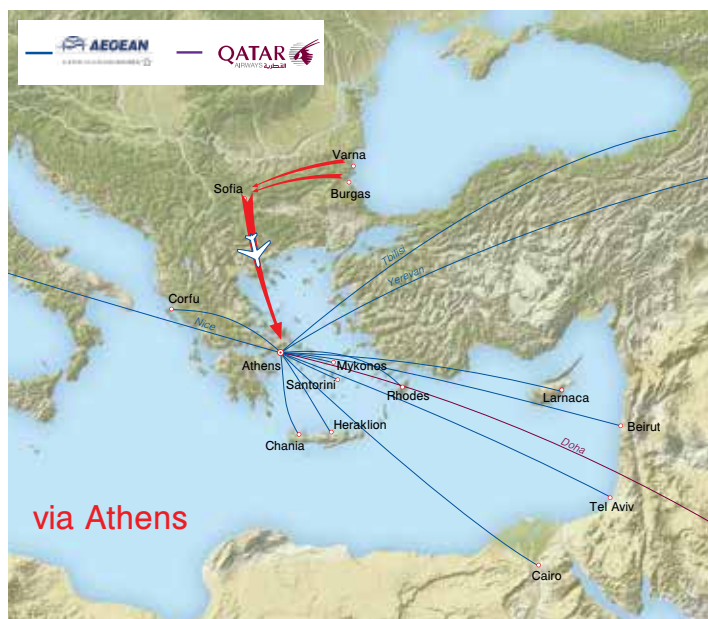 AEGEAN
QATAR
AIRWAYS القطرية
Varna
Sofia
Burgas
Tbilisi
Yerevan
Corfu
Nice
Athens
Mykonos
Santorini
Rhodes
Larnaca
Heraklion
Beirut
Chania
Doha
Tel Aviv
via Athens
Cairo